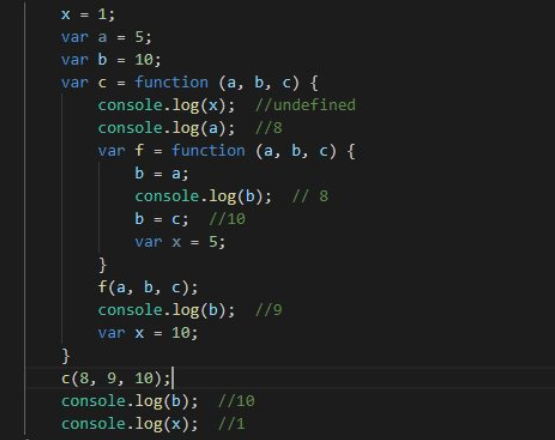 x = 1;
var a = 5;
var b = 10;
var c = function (a, b, c) {
console.log(x);  //undefined
console.log(a);  //8
var f = function (a, b, c) {
b = a;
console.log(b);  // 8
b = c;  //10
var x = 5;
}
f(a, b, c);
console.log(b);  //9
var x = 10;
}
c(8, 9, 10);
console.log(b);  //10
console.log(x);  //1